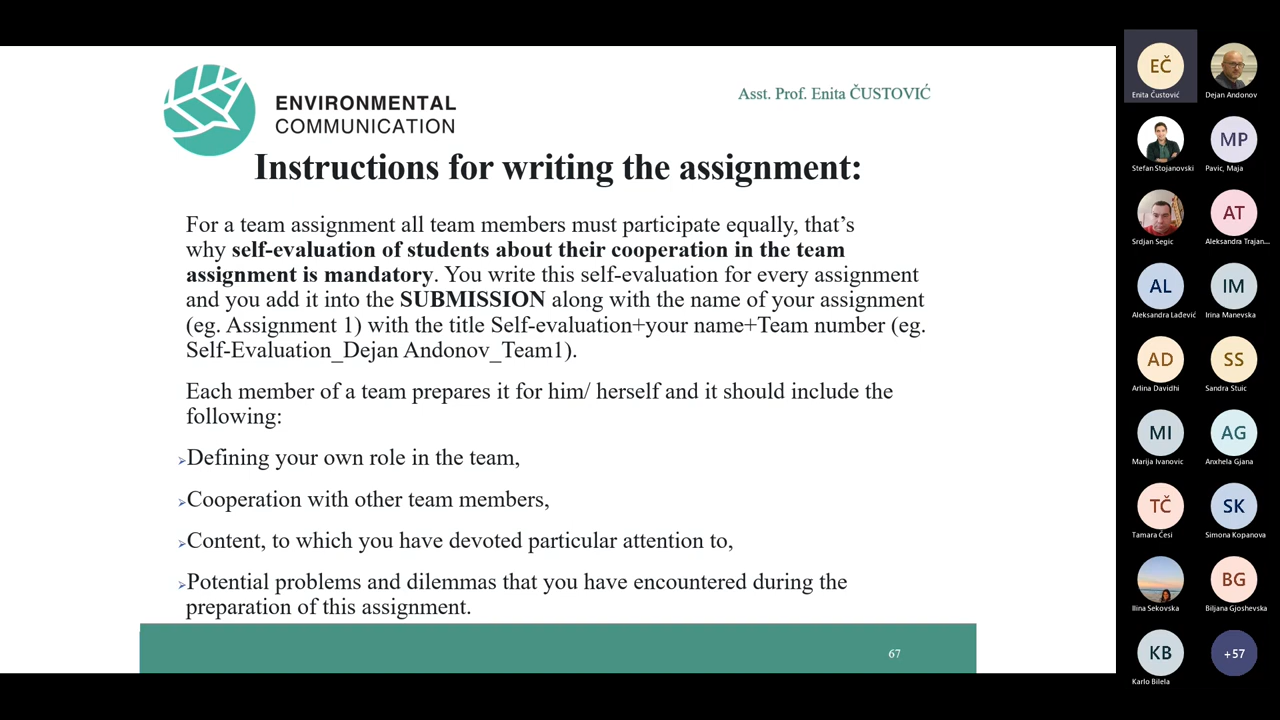 ENVIRONMENTAL
COMMUNICATION
Asst. Prof. Enita ČUSTOVIĆ
Instructions for writing the assignment:
For a team assignment all team members must participate equally, that’s
why self-evaluation of students about their cooperation in the team
assignment is mandatory. You write this self-evaluation for every assignment
and you add it into the SUBMISSION along with the name of your assignment
(eg. Assignment 1) with the title Self-evaluation+your name+Team number (eg.
Self-Evaluation_Dejan Andonov_Team1).
Each member of a team prepares it for him/ herself and it should include the
following:
➢Defining your own role in the team,
➢Cooperation with other team members,
➢Content, to which you have devoted particular attention to,
➢Potential problems and dilemmas that you have encountered during the
preparation of this assignment.
67
EČ
Enita Čustović
Dejan Andonov
Stefan Stojanovski
MP
Pavic, Maja
Srdjan Segic
AT
Aleksandra Trajan...
AL
Aleksandra Lađević
IM
Irina Manevska
AD
Arlina Davidhi
SS
Sandra Stuic
MI
Marija Ivanovic
AG
Anxhela Gjana
TČ
Tamara Česi
SK
Simona Kopanova
Ilina Sekovska
BG
Biljana Gjoshevska
KB
Karlo Bilela
+57